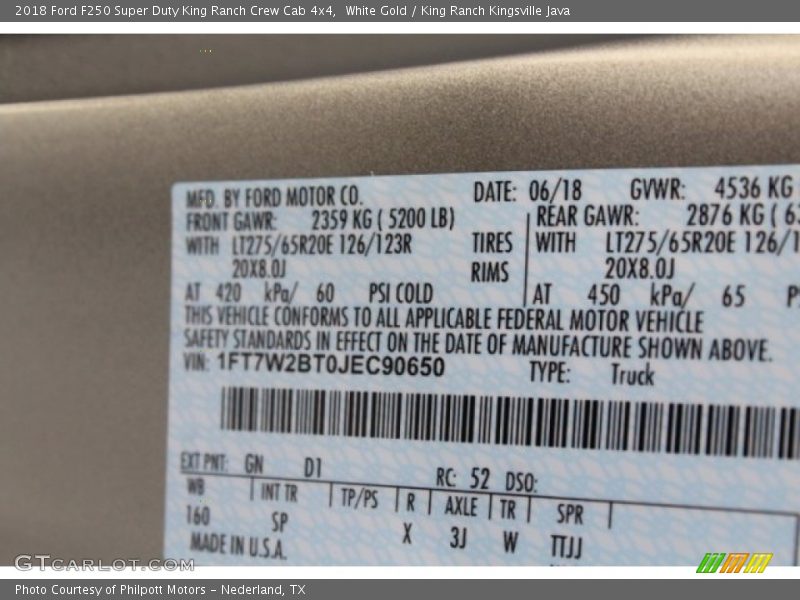 2018 Ford F250 Super Duty King Ranch Crew Cab 4x4, White Gold / King Ranch Kingsville Java
MFD. BY FORD MOTOR CO. DATE: 06/18 GVWR: 4536 KG
FRONT GAWR: 2359 KG ( 5200 LB) REAR GAWR: 2876 KG ( 63
WITH LT275/65R20E 126/123R TIRES WITH LT275/65R20E 126/1
20X8.0J RIMS 20X8.0J
AT 420 kPa/ 60 PSI COLD AT 450 kPa/ 65 PS
THIS VEHICLE CONFORMS TO ALL APPLICABLE FEDERAL MOTOR VEHICLE
SAFETY STANDARDS IN EFFECT ON THE DATE OF MANUFACTURE SHOWN ABOVE.
VIN: 1FT7W2BT0JEC90650 TYPE: Truck
EXT PNT: GN D1 RC: 52 DSO:
WB INT TR TP/PS R AXLE TR SPR
160 SP X 3J W TTJJ
MADE IN U.S.A.
GTCarLot.com
Photo Courtesy of Philpott Motors - Nederland, TX